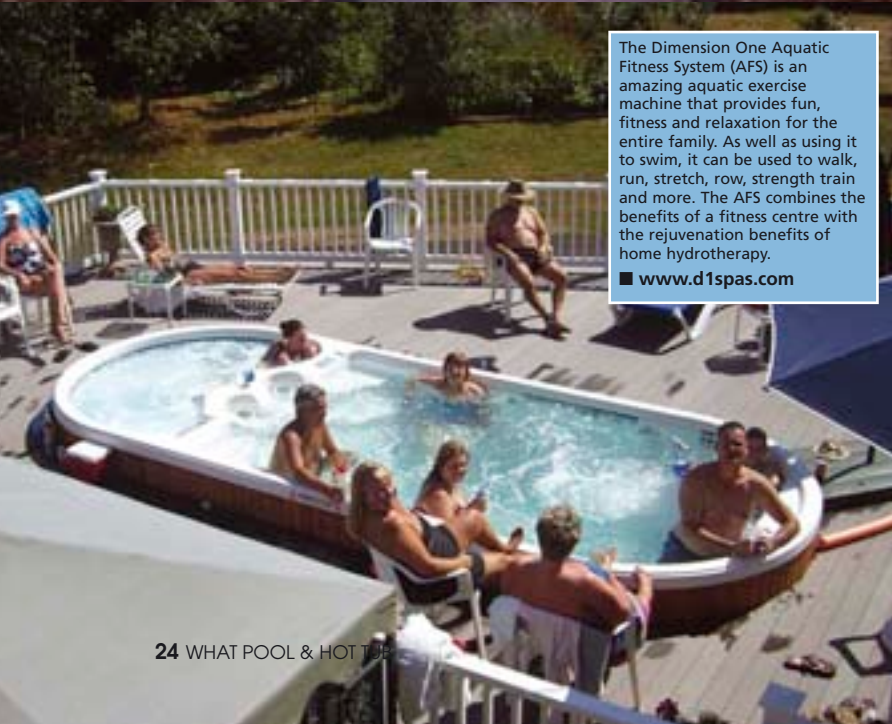 The Dimension One Aquatic
Fitness System (AFS) is an
amazing aquatic exercise
machine that provides fun,
fitness and relaxation for the
entire family. As well as using it
to swim, it can be used to walk,
run, stretch, row, strength train
and more. The AFS combines the
benefits of a fitness centre with
the rejuvenation benefits of
home hydrotherapy.
■ www.d1spas.com
24 WHAT POOL & HOT TUB